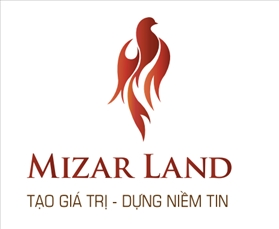 MIZAR LAND
TẠO GIÁ TRỊ - DỰNG NIỀM TIN